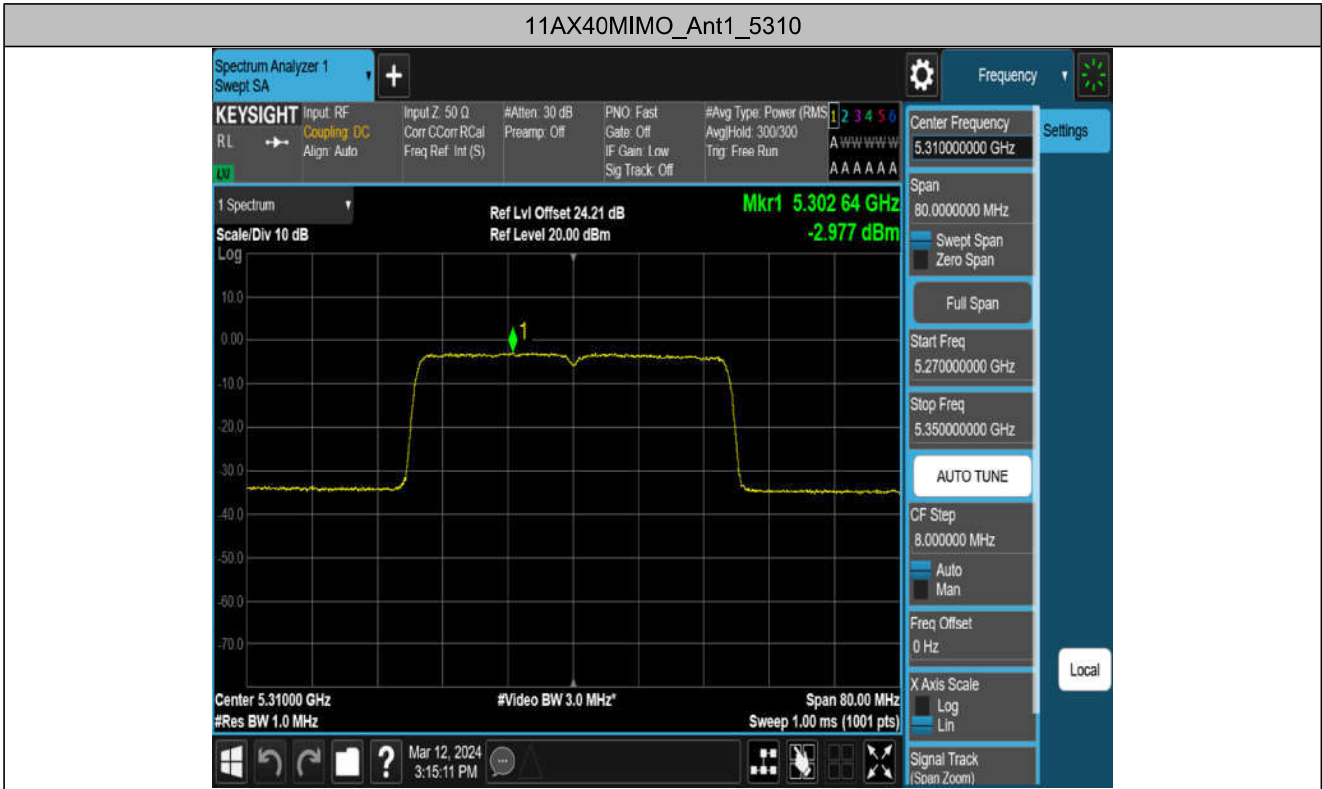 11AX40MIMO_Ant1_5310
Spectrum Analyzer 1
Swept SA
+
Frequency
KEYSIGHT
RL
LXI
Input: RF
Coupling: DC
Align: Auto
Input Z: 50 Ω
Corr CCorr RCal
Freq Ref: Int (S)
#Atten: 30 dB
Preamp: Off
PNO: Fast
Gate: Off
IF Gain: Low
Sig Track: Off
#Avg Type: Power (RMS
Avg|Hold: 300/300
Trig: Free Run
1 2 3 4 5 6
A W W W W W
A A A A A A
1 Spectrum
Scale/Div 10 dB
Log
Ref Lvl Offset 24.21 dB
Ref Level 20.00 dBm
Mkr1 5.302 64 GHz
-2.977 dBm
10.0
0.00
-10.0
-20.0
-30.0
-40.0
-50.0
-60.0
-70.0
1
Center 5.31000 GHz
#Res BW 1.0 MHz
#Video BW 3.0 MHz*
Span 80.00 MHz
Sweep 1.00 ms (1001 pts)
Center Frequency
5.310000000 GHz
Settings
Span
80.0000000 MHz
Swept Span
Zero Span
Full Span
Start Freq
5.270000000 GHz
Stop Freq
5.350000000 GHz
AUTO TUNE
CF Step
8.000000 MHz
Auto
Man
Freq Offset
0 Hz
X Axis Scale
Log
Lin
Local
Signal Track
(Span Zoom)
?
Mar 12, 2024
3:15:11 PM